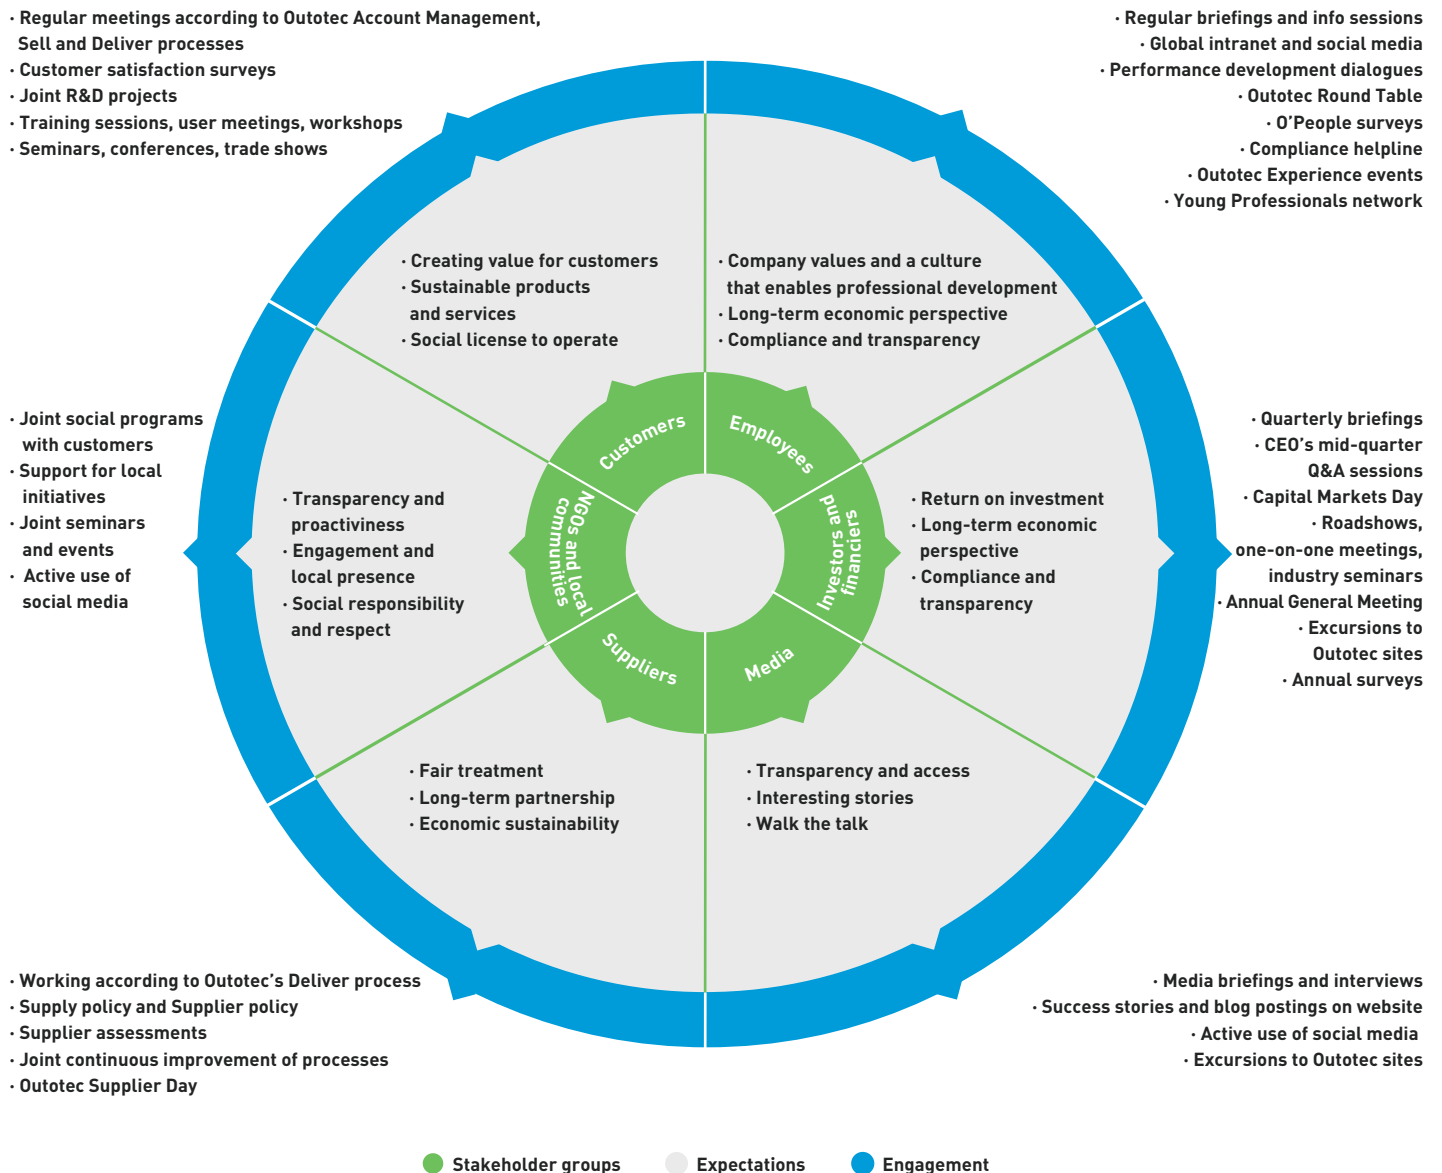 · Regular meetings according to Outotec Account Management,
Sell and Deliver processes
· Customer satisfaction surveys
· Joint R&D projects
· Training sessions, user meetings, workshops
· Seminars, conferences, trade shows
· Regular briefings and info sessions
· Global intranet and social media
· Performance development dialogues
· Outotec Round Table
· O’People surveys
· Compliance helpline
· Outotec Experience events
· Young Professionals network
· Creating value for customers
· Sustainable products
and services
· Social license to operate
· Company values and a culture
that enables professional development
· Long-term economic perspective
· Compliance and transparency
Customers
Employees
· Joint social programs
with customers
· Support for local
initiatives
· Joint seminars
and events
· Active use of
social media
· Transparency and
proactiviness
· Engagement and
local presence
· Social responsibility
and respect
NGOs and local
communities
Investors and
financiers
· Return on investment
· Long-term economic
perspective
· Compliance and
transparency
· Quarterly briefings
· CEO’s mid-quarter
Q&A sessions
· Capital Markets Day
· Roadshows,
one-on-one meetings,
industry seminars
· Annual General Meeting
· Excursions to
Outotec sites
· Annual surveys
Suppliers
Media
· Fair treatment
· Long-term partnership
· Economic sustainability
· Transparency and access
· Interesting stories
· Walk the talk
· Working according to Outotec’s Deliver process
· Supply policy and Supplier policy
· Supplier assessments
· Joint continuous improvement of processes
· Outotec Supplier Day
· Media briefings and interviews
· Success stories and blog postings on website
· Active use of social media
· Excursions to Outotec sites
Stakeholder groups
Expectations
Engagement